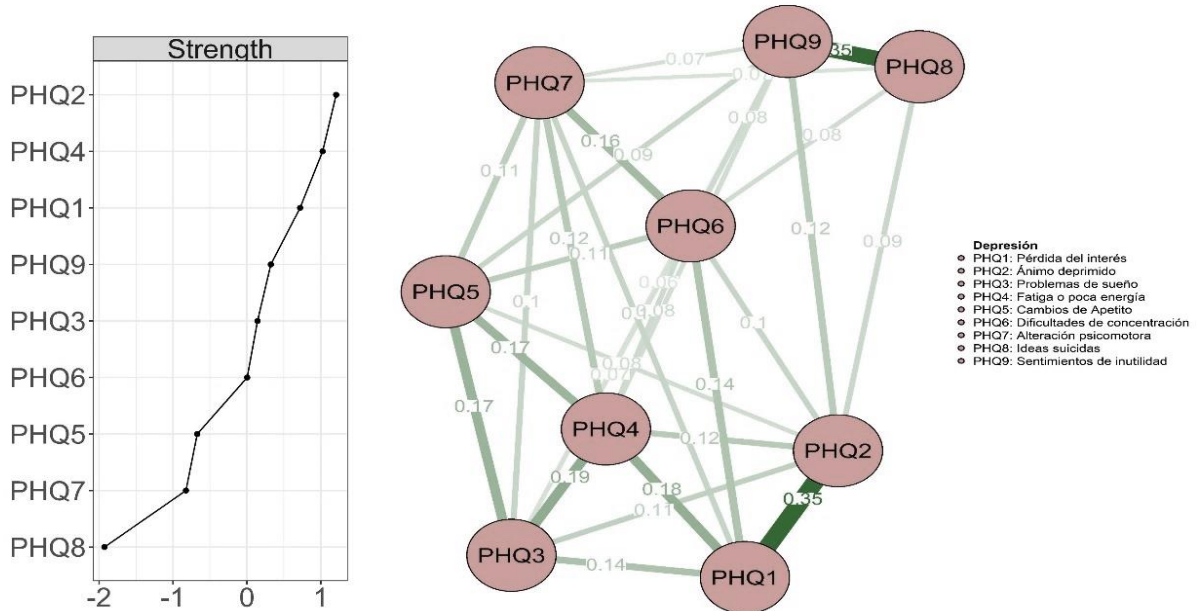 Strength
PHQ2
PHQ4
PHQ1
PHQ9
PHQ3
PHQ6
PHQ5
PHQ7
PHQ8
-2 -1 0 1
PHQ9
PHQ8
PHQ7
0.07
0.08
0.08
0.16
0.09
0.11
PHQ6
0.12
0.11
0.12
0.09
PHQ5
0.06
0.1
0.08
0.1
0.17
0.08
0.07
0.14
0.17
PHQ4
0.12
PHQ2
0.19
0.18
0.35
0.11
PHQ3
0.14
PHQ1
Depresión
PHQ1: Pérdida del interés
PHQ2: Ánimo deprimido
PHQ3: Problemas de sueño
PHQ4: Fatiga o poca energía
PHQ5: Cambios de Apetito
PHQ6: Dificultades de concentración
PHQ7: Alteración psicomotora
PHQ8: Ideas suicidas
PHQ9: Sentimientos de inutilidad